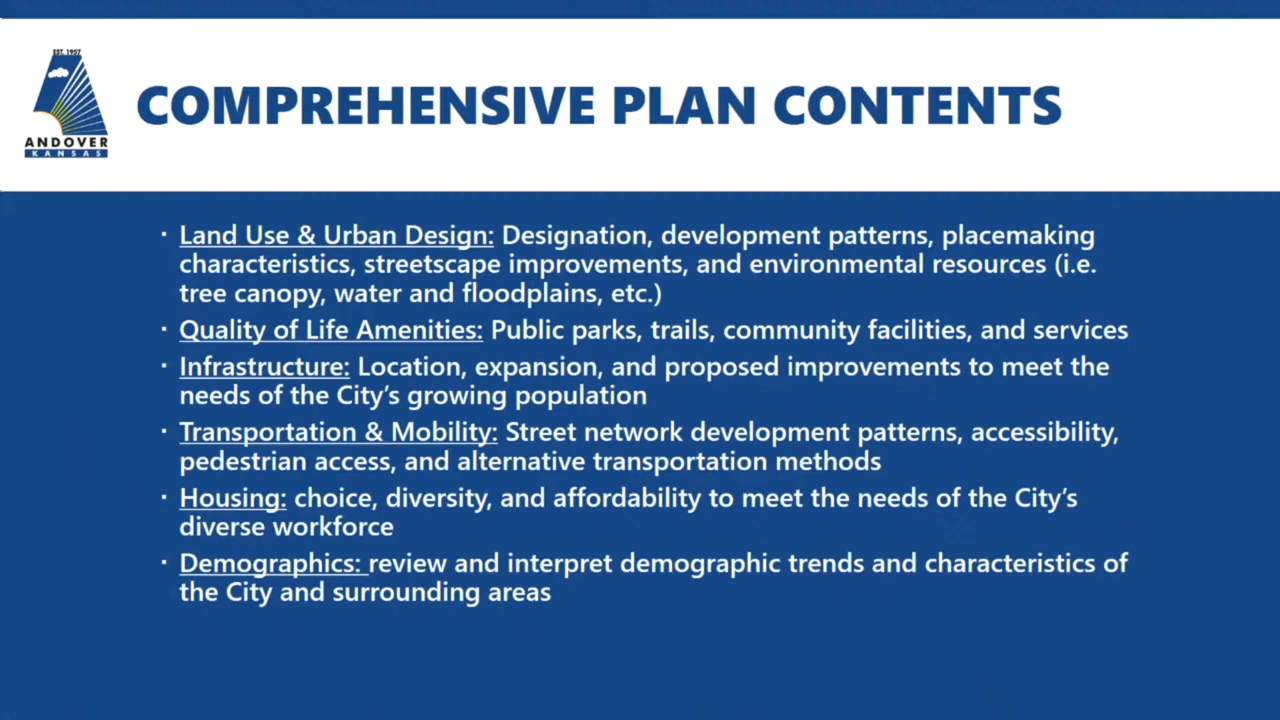 EST. 1957
ANDOVER
KANSAS
COMPREHENSIVE PLAN CONTENTS
· Land Use & Urban Design: Designation, development patterns, placemaking
characteristics, streetscape improvements, and environmental resources (i.e.
tree canopy, water and floodplains, etc.)
· Quality of Life Amenities: Public parks, trails, community facilities, and services
· Infrastructure: Location, expansion, and proposed improvements to meet the
needs of the City’s growing population
· Transportation & Mobility: Street network development patterns, accessibility,
pedestrian access, and alternative transportation methods
· Housing: choice, diversity, and affordability to meet the needs of the City’s
diverse workforce
· Demographics: review and interpret demographic trends and characteristics of
the City and surrounding areas